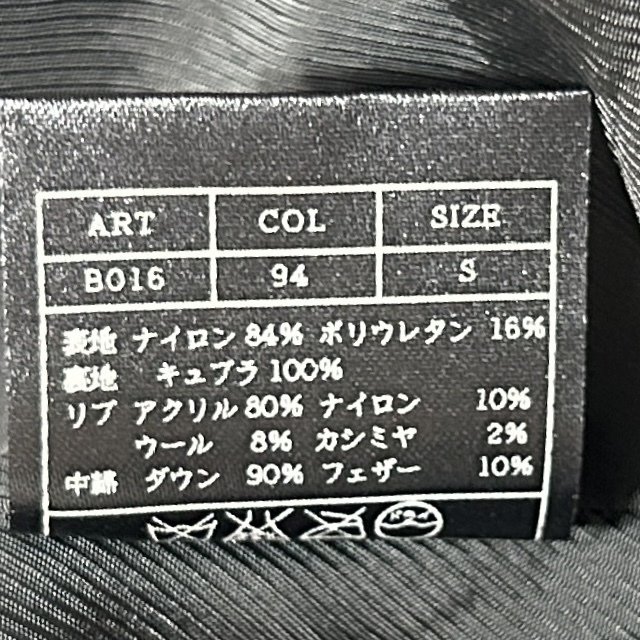 ART COL SIZE
B016 94 S
表地 ナイロン 84% ポリウレタン 16%
裏地 キュプラ 100%
リブ アクリル 80% ナイロン 10%
ウール 8% カシミヤ 2%
中綿 ダウン 90% フェザー 10%
ドライ